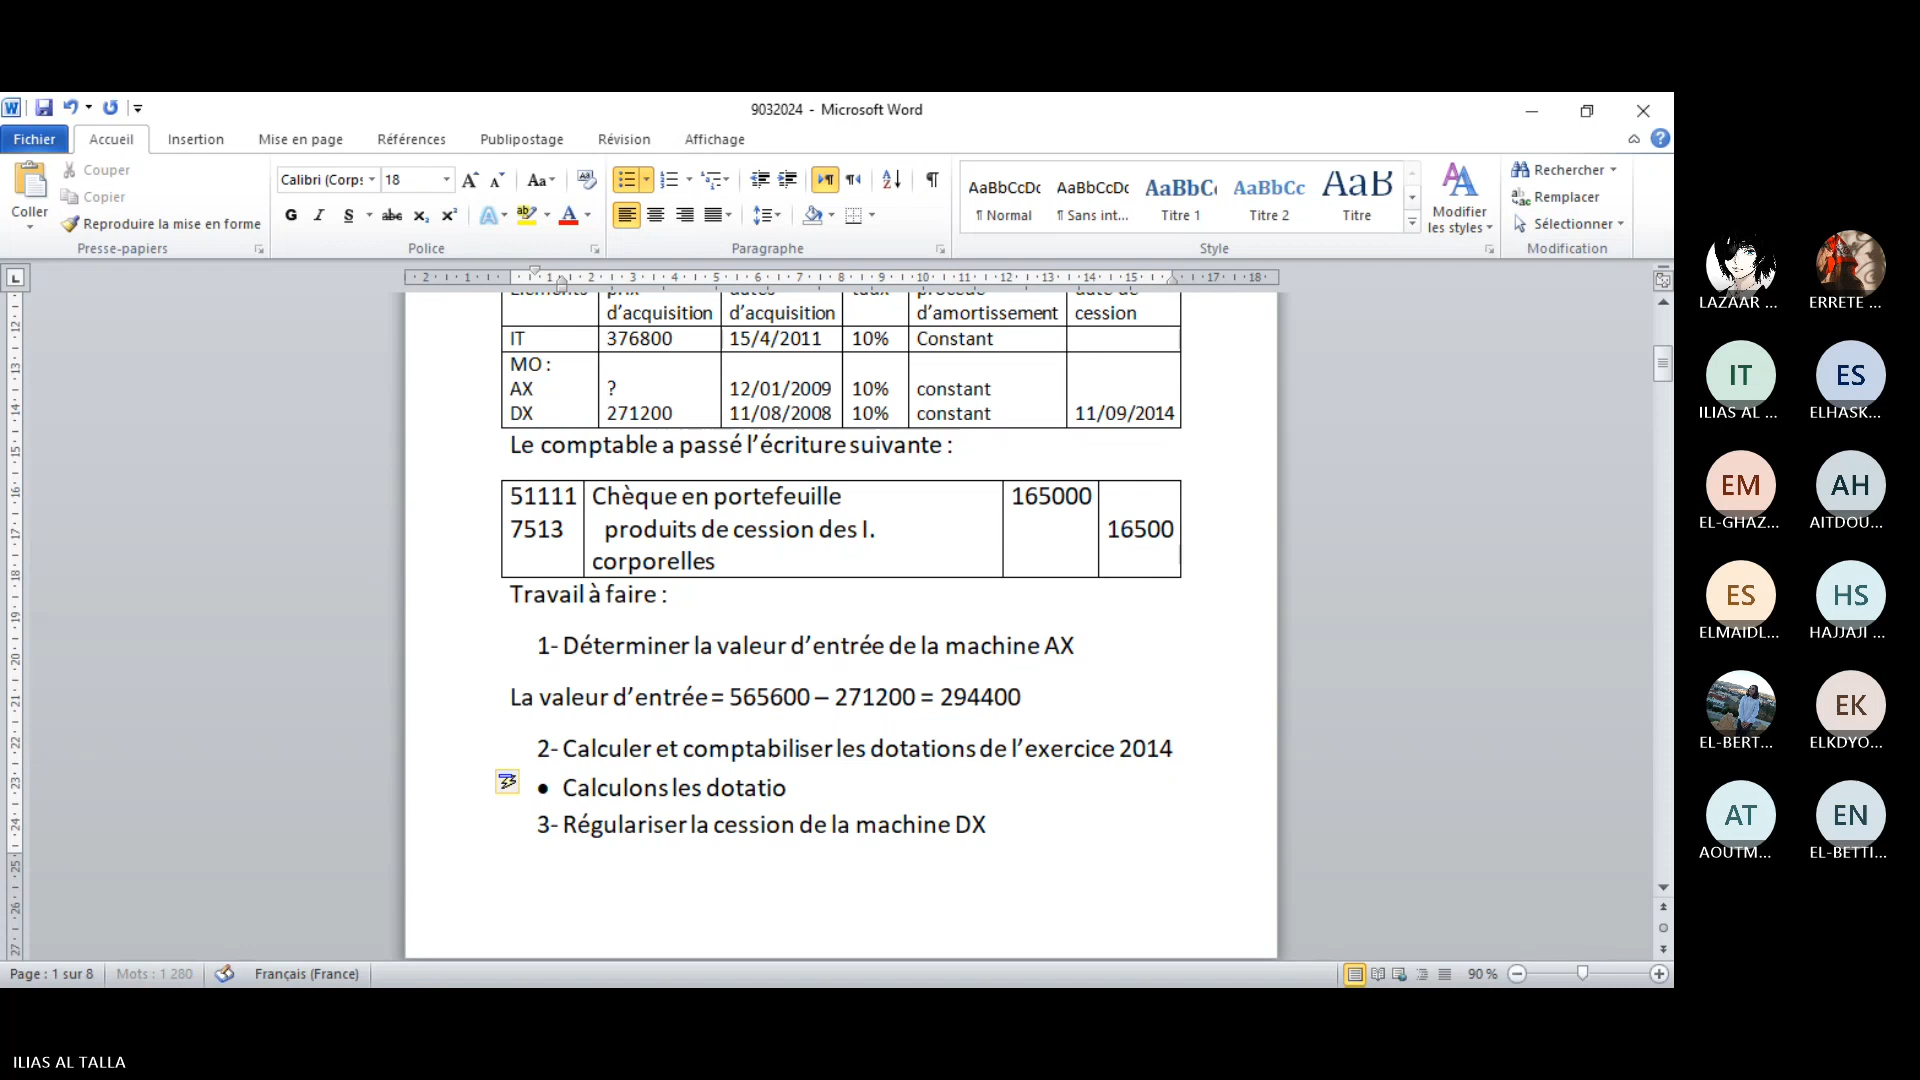 9032024 - Microsoft Word
Fichier Accueil Insertion Mise en page Références Publipostage Révision Affichage
Coller
Couper
Copier
Reproduire la mise en forme
Presse-papiers
Calibri (Corps 18
G I S abc
Police
Paragraphe
AaBbCcDc AaBbCcDc AaBbC AaBbCc AaB
¶ Normal ¶ Sans int... Titre 1 Titre 2 Titre
Style
Modifier
les styles
Rechercher
Remplacer
Sélectionner
Modification
d’acquisition d’acquisition d’amortissement cession
IT 376800 15/4/2011 10% Constant
MO :
AX ? 12/01/2009 10% constant
DX 271200 11/08/2008 10% constant 11/09/2014
Le comptable a passé l’écriture suivante :
51111 Chèque en portefeuille 165000
7513 produits de cession des I. 16500
corporelles
Travail à faire :
1- Déterminer la valeur d’entrée de la machine AX
La valeur d’entrée = 565600 – 271200 = 294400
2- Calculer et comptabiliser les dotations de l’exercice 2014
• Calculons les dotatio
3- Régulariser la cession de la machine DX
Page : 1 sur 8 Mots : 1 280 Français (France) 90 %
LAZAAR ... ERRETE ...
IT ES
ILIAS AL ... ELHASK...
EM AH
EL-GHAZ... AITDOU...
ES HS
ELMAIDL... HAJJAJI ...
EK
EL-BERT... ELKDYO...
AT EN
AOUTM... EL-BETTI...
ILIAS AL TALLA